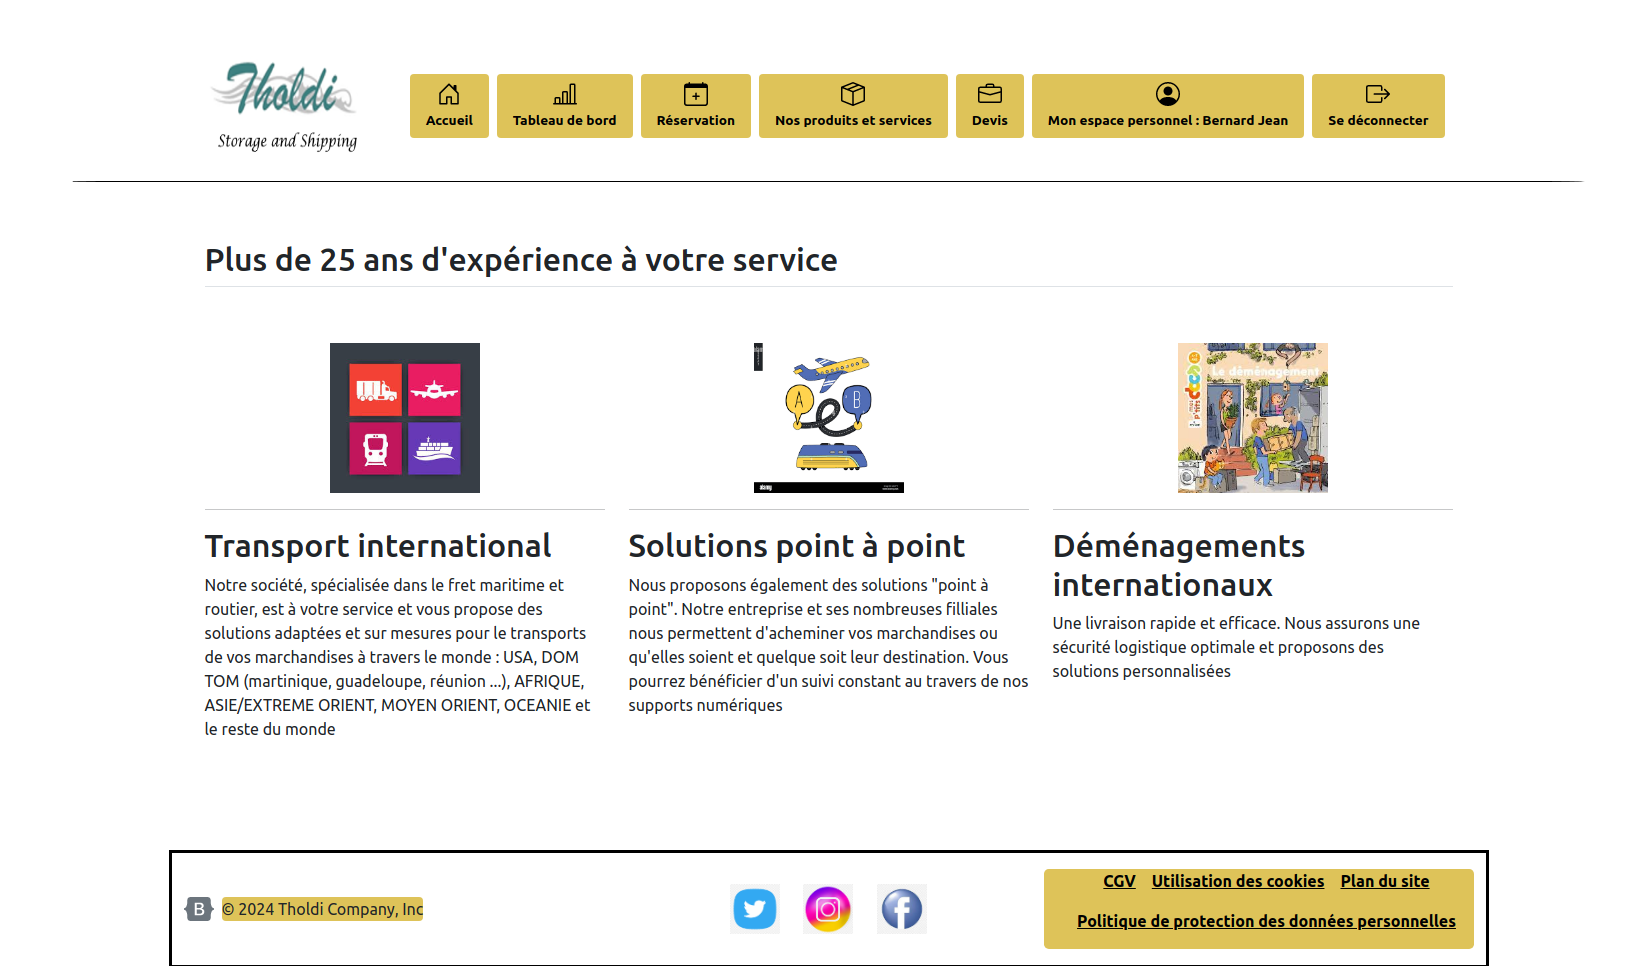 Tholdi
Storage and Shipping
Accueil
Tableau de bord
Réservation
Nos produits et services
Devis
Mon espace personnel : Bernard Jean
Se déconnecter
Plus de 25 ans d'expérience à votre service
A
B
alamy
Le déménagement
mes
p'tits
docs
Transport international
Notre société, spécialisée dans le fret maritime et
routier, est à votre service et vous propose des
solutions adaptées et sur mesures pour le transports
de vos marchandises à travers le monde : USA, DOM
TOM (martinique, guadeloupe, réunion ...), AFRIQUE,
ASIE/EXTREME ORIENT, MOYEN ORIENT, OCEANIE et
le reste du monde
Solutions point à point
Nous proposons également des solutions "point à
point". Notre entreprise et ses nombreuses filliales
nous permettent d'acheminer vos marchandises ou
qu'elles soient et quelque soit leur destination. Vous
pourrez bénéficier d'un suivi constant au travers de nos
supports numériques
Déménagements
internationaux
Une livraison rapide et efficace. Nous assurons une
sécurité logistique optimale et proposons des
solutions personnalisées
B
© 2024 Tholdi Company, Inc
f
CGV Utilisation des cookies Plan du site
Politique de protection des données personnelles